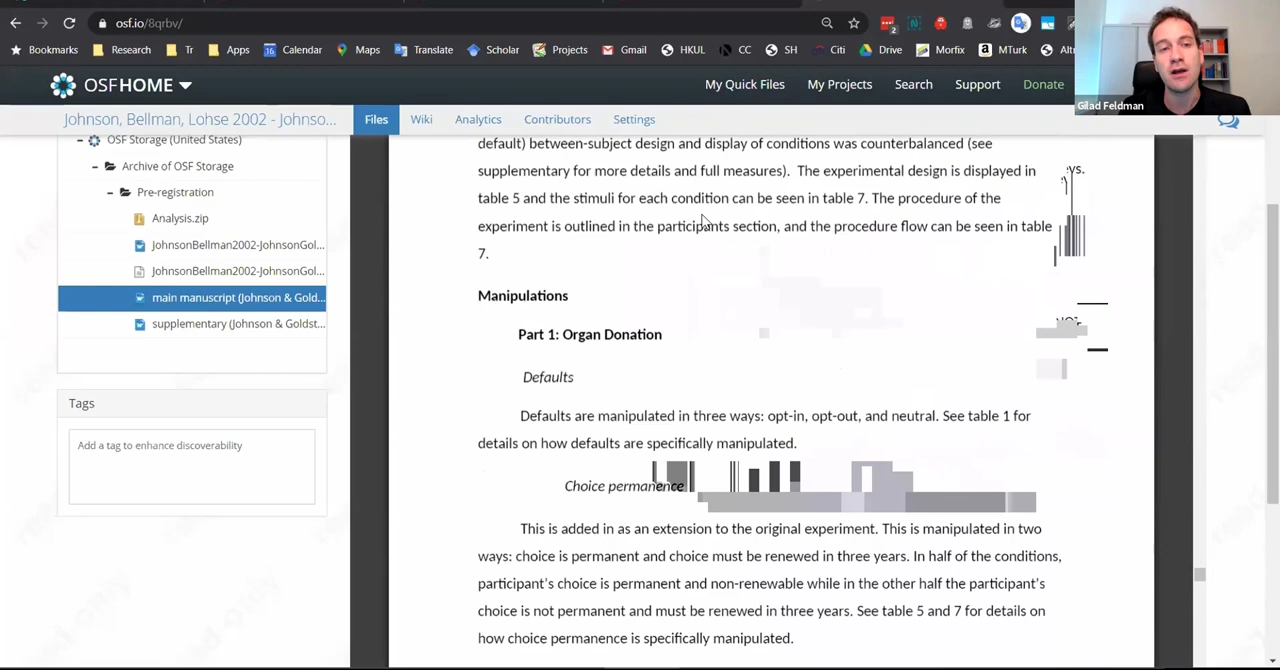 osf.io/8qrbv/
2
Bookmarks Research Tr Apps 16 Calendar Maps Translate Scholar Projects Gmail HKUL CC SH Citi Drive Morfix a MTurk
Gilad Feldman
OSFHOME My Quick Files My Projects Search Support Donate
Johnson, Bellman, Lohse 2002 - Johnso... Files Wiki Analytics Contributors Settings
OSF Storage (United States)
Archive of OSF Storage
Pre-registration
Analysis.zip
JohnsonBellman2002-JohnsonGol...
JohnsonBellman2002-JohnsonGol...
main manuscript (Johnson & Gold...
supplementary (Johnson & Goldst...
Tags
Add a tag to enhance discoverability
default) between-subject design and display of conditions was counterbalanced (see
supplementary for more details and full measures). The experimental design is displayed in
table 5 and the stimuli for each condition can be seen in table 7. The procedure of the
experiment is outlined in the participants section, and the procedure flow can be seen in table
7.
Manipulations
Part 1: Organ Donation
Defaults
Defaults are manipulated in three ways: opt-in, opt-out, and neutral. See table 1 for
details on how defaults are specifically manipulated.
Choice permanence
This is added in as an extension to the original experiment. This is manipulated in two
ways: choice is permanent and choice must be renewed in three years. In half of the conditions,
participant's choice is permanent and non-renewable while in the other half the participant's
choice is not permanent and must be renewed in three years. See table 5 and 7 for details on
how choice permanence is specifically manipulated.